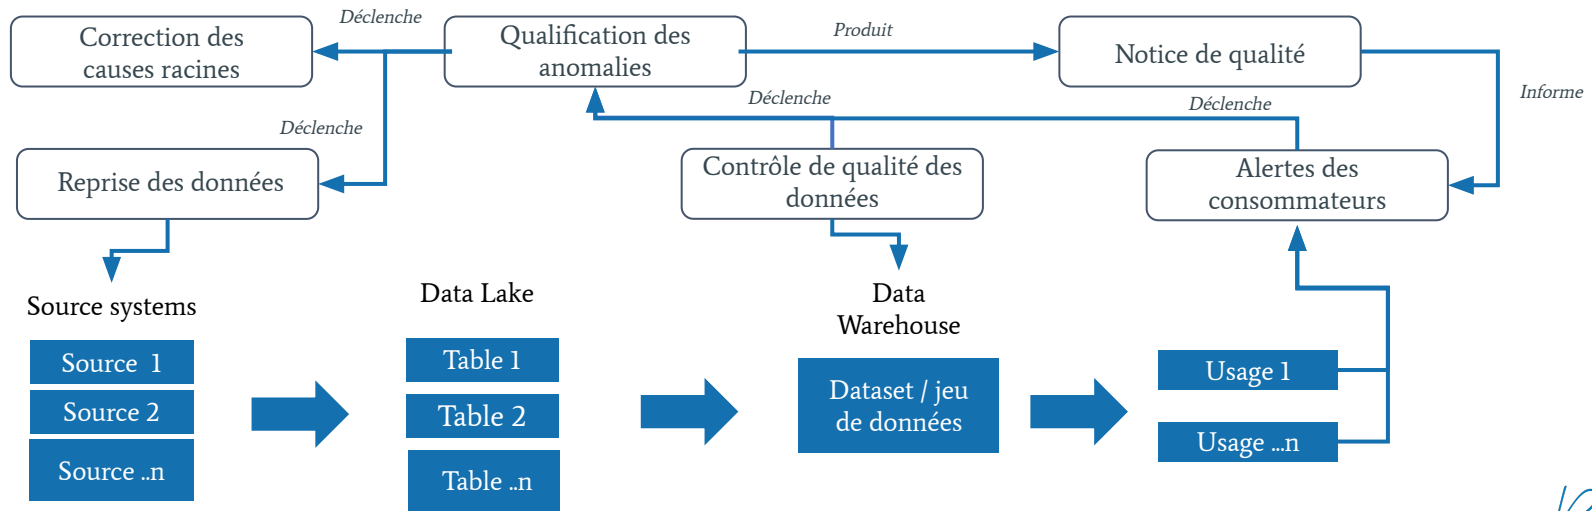 Déclenche
Correction des
causes racines
Qualification des
anomalies
Produit
Notice de qualité
Informe
Déclenche
Déclenche
Déclenche
Reprise des données
Contrôle de qualité des
données
Alertes des
consommateurs
Source systems
Data Lake
Data
Warehouse
Source 1
Source 2
Source ..n
Table 1
Table 2
Table ..n
Dataset / jeu
de données
Usage 1
Usage ...n